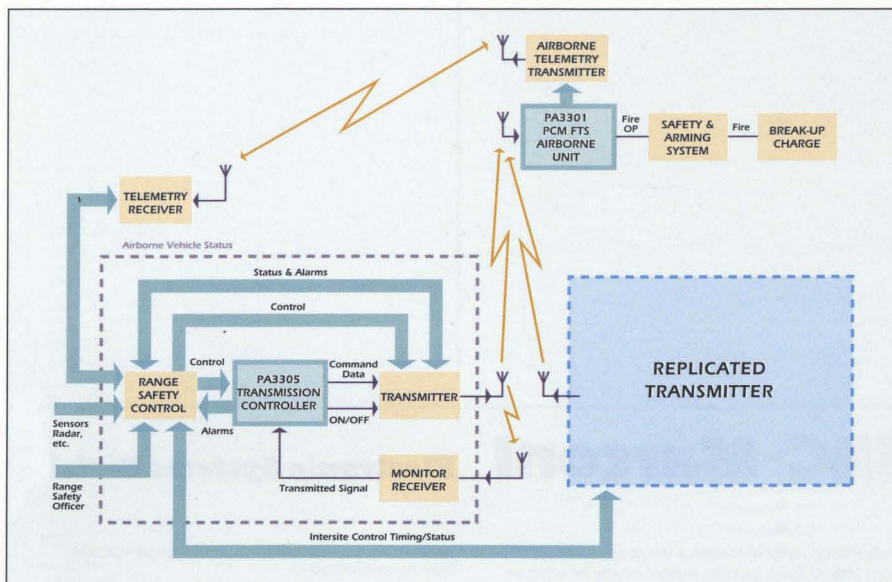 AIRBORNE
TELEMETRY
TRANSMITTER
PA3301
PCM FTS
AIRBORNE
UNIT
Fire
OP
SAFETY &
ARMING
SYSTEM
Fire
BREAK-UP
CHARGE
TELEMETRY
RECEIVER
Airborne Vehicle Status
Status & Alarms
Control
Control
RANGE
SAFETY
CONTROL
PA3305
TRANSMISSION
CONTROLLER
Command
Data
ON/OFF
TRANSMITTER
Alarms
Sensors
Radar,
etc.
Range
Safety
Officer
Transmitted Signal
MONITOR
RECEIVER
REPLICATED
TRANSMITTER
Intersite Control Timing/Status